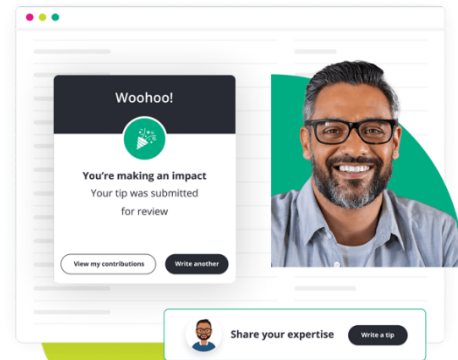 Woohoo!
You're making an impact
Your tip was submitted
for review
View my contributions
Write another
Share your expertise
Write a tip